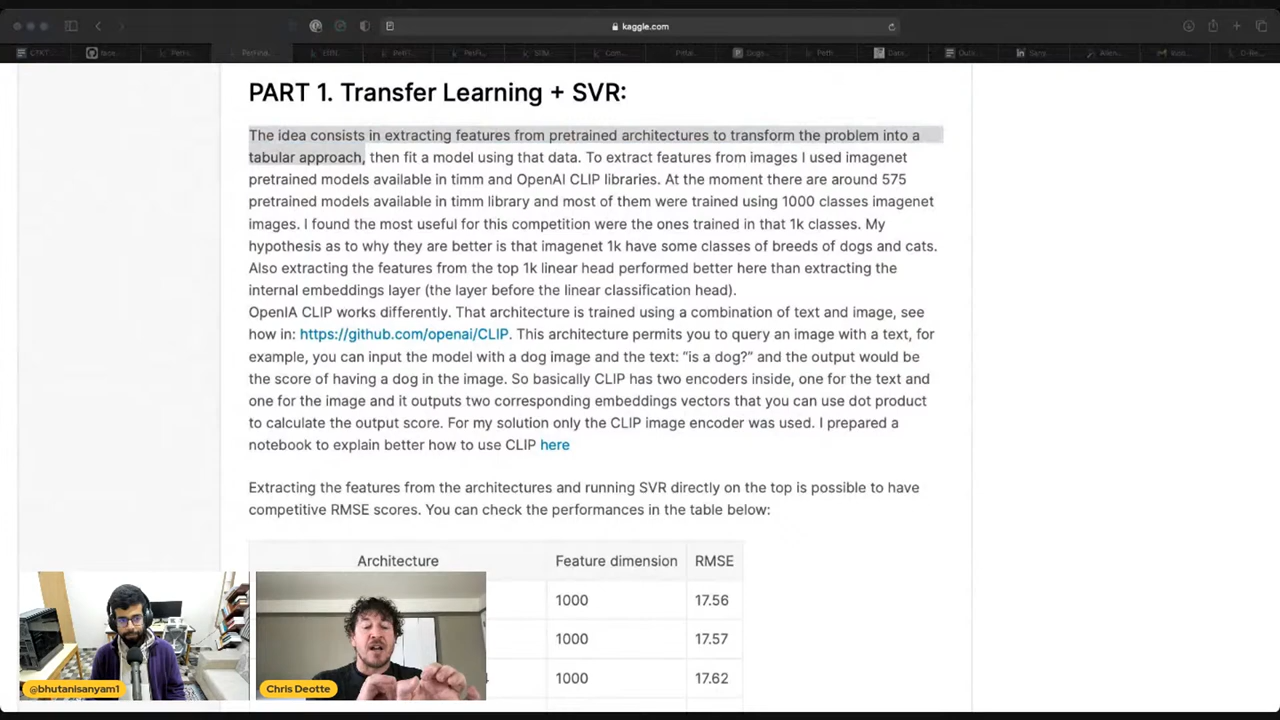 kaggle.com
PART 1. Transfer Learning + SVR:
The idea consists in extracting features from pretrained architectures to transform the problem into a
tabular approach, then fit a model using that data. To extract features from images I used imagenet
pretrained models available in timm and OpenAI CLIP libraries. At the moment there are around 575
pretrained models available in timm library and most of them were trained using 1000 classes imagenet
images. I found the most useful for this competition were the ones trained in that 1k classes. My
hypothesis as to why they are better is that imagenet 1k have some classes of breeds of dogs and cats.
Also extracting the features from the top 1k linear head performed better here than extracting the
internal embeddings layer (the layer before the linear classification head).
OpenIA CLIP works differently. That architecture is trained using a combination of text and image, see
how in: https://github.com/openai/CLIP. This architecture permits you to query an image with a text, for
example, you can input the model with a dog image and the text: “is a dog?” and the output would be
the score of having a dog in the image. So basically CLIP has two encoders inside, one for the text and
one for the image and it outputs two corresponding embeddings vectors that you can use dot product
to calculate the output score. For my solution only the CLIP image encoder was used. I prepared a
notebook to explain better how to use CLIP here
Extracting the features from the architectures and running SVR directly on the top is possible to have
competitive RMSE scores. You can check the performances in the table below:
Architecture Feature dimension RMSE
1000 17.56
1000 17.57
1000 17.62
@bhutanisanyam1
Chris Deotte